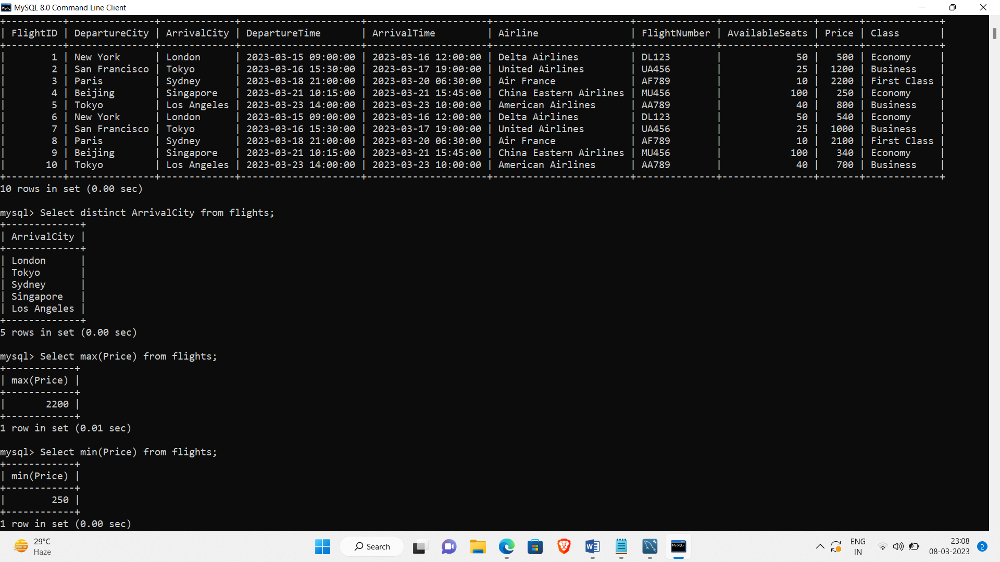 MySQL 8.0 Command Line Client
+----------+---------------+-------------+---------------------+---------------------+------------------------+--------------+----------------+-------+-------------+
| FlightID | DepartureCity | ArrivalCity | DepartureTime       | ArrivalTime         | Airline                | FlightNumber | AvailableSeats | Price | Class       |
+----------+---------------+-------------+---------------------+---------------------+------------------------+--------------+----------------+-------+-------------+
|        1 | New York      | London      | 2023-03-15 09:00:00 | 2023-03-16 12:00:00 | Delta Airlines         | DL123        |             50 |   500 | Economy     |
|        2 | San Francisco | Tokyo       | 2023-03-16 15:30:00 | 2023-03-17 19:00:00 | United Airlines        | UA456        |             25 |  1200 | Business    |
|        3 | Paris         | Sydney      | 2023-03-18 21:00:00 | 2023-03-20 06:30:00 | Air France             | AF789        |             10 |  2200 | First Class |
|        4 | Beijing       | Singapore   | 2023-03-21 10:15:00 | 2023-03-21 15:45:00 | China Eastern Airlines | MU456        |            100 |   250 | Economy     |
|        5 | Tokyo         | Los Angeles | 2023-03-23 14:00:00 | 2023-03-23 10:00:00 | American Airlines      | AA789        |             40 |   800 | Business    |
|        6 | New York      | London      | 2023-03-15 09:00:00 | 2023-03-16 12:00:00 | Delta Airlines         | DL123        |             50 |   540 | Economy     |
|        7 | San Francisco | Tokyo       | 2023-03-16 15:30:00 | 2023-03-17 19:00:00 | United Airlines        | UA456        |             25 |  1000 | Business    |
|        8 | Paris         | Sydney      | 2023-03-18 21:00:00 | 2023-03-20 06:30:00 | Air France             | AF789        |             10 |  2100 | First Class |
|        9 | Beijing       | Singapore   | 2023-03-21 10:15:00 | 2023-03-21 15:45:00 | China Eastern Airlines | MU456        |            100 |   340 | Economy     |
|       10 | Tokyo         | Los Angeles | 2023-03-23 14:00:00 | 2023-03-23 10:00:00 | American Airlines      | AA789        |             40 |   700 | Business    |
+----------+---------------+-------------+---------------------+---------------------+------------------------+--------------+----------------+-------+-------------+
10 rows in set (0.00 sec)
mysql> Select distinct ArrivalCity from flights;
+-------------+
| ArrivalCity |
+-------------+
| London      |
| Tokyo       |
| Sydney      |
| Singapore   |
| Los Angeles |
+-------------+
5 rows in set (0.00 sec)
mysql> Select max(Price) from flights;
+------------+
| max(Price) |
+------------+
|       2200 |
+------------+
1 row in set (0.01 sec)
mysql> Select min(Price) from flights;
+------------+
| min(Price) |
+------------+
|        250 |
+------------+
1 row in set (0.00 sec)
29°C
Haze
Search
MySQL
ENG
IN
23:08
08-03-2023
2